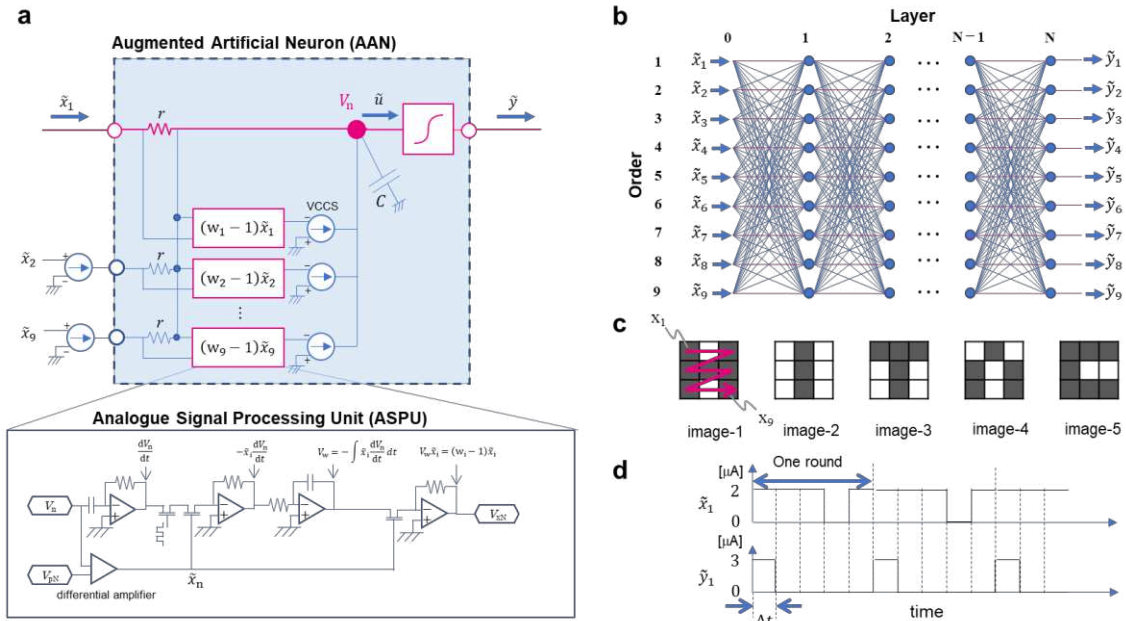 a
Augmented Artificial Neuron (AAN)
x̃₁
r
Vₙ
ũ
ỹ
C
VCCS
(w₁ − 1)x̃₁
x̃₂
r
(w₂ − 1)x̃₂
⋮
x̃₉
r
(w₉ − 1)x̃₉
+
−
Analogue Signal Processing Unit (ASPU)
dVₙ/dt
−x̃ᵢ dVₙ/dt
V_w = − ∫ x̃ᵢ dVₙ/dt dt
V_w x̃ᵢ = (wᵢ − 1)x̃ᵢ
Vₙ
V_pN
x̃ₙ
differential amplifier
b
Layer
0 1 2 N−1 N
Order
1 x̃₁ ỹ₁
2 x̃₂ ··· ỹ₂
3 x̃₃ ··· ỹ₃
4 x̃₄ ··· ỹ₄
5 x̃₅ ··· ỹ₅
6 x̃₆ ··· ỹ₆
7 x̃₇ ··· ỹ₇
8 x̃₈ ··· ỹ₈
9 x̃₉ ỹ₉
c
x₁
x₉
image-1 image-2 image-3 image-4 image-5
d
[μA]
One round
2
x̃₁
0
[μA]
3
ỹ₁
0
time
Δt